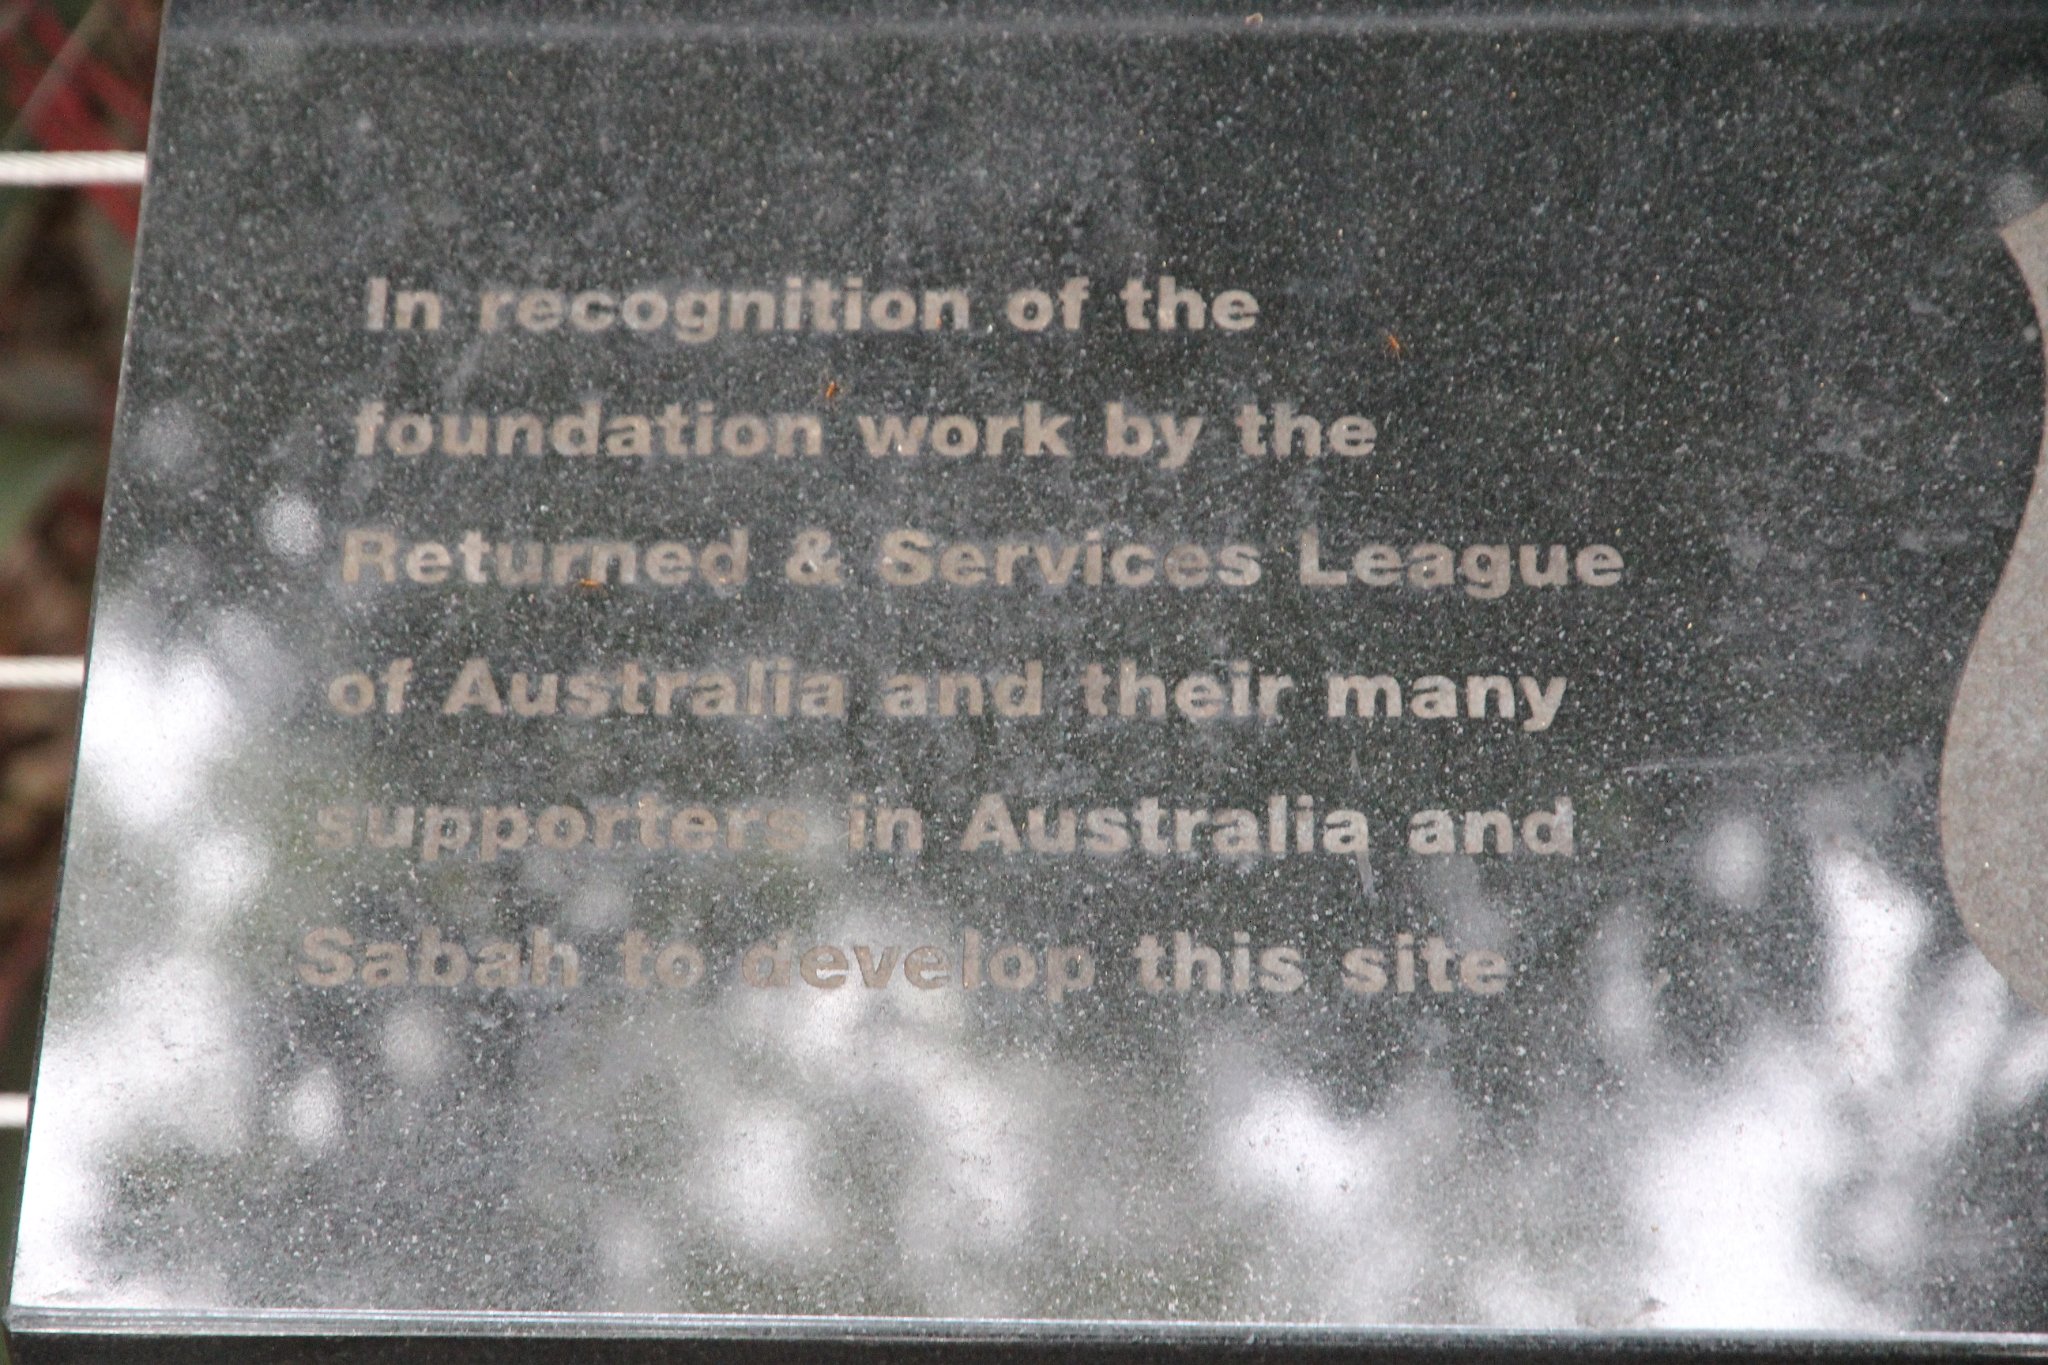 In recognition of the
foundation work by the
Returned & Services League
of Australia and their many
supporters in Australia and
Sabah to develop this site